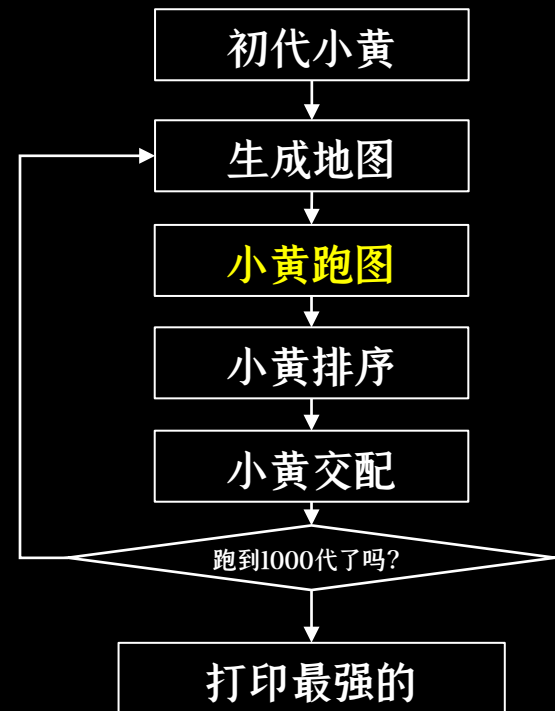 初代小黄
生成地图
小黄跑图
小黄排序
小黄交配
跑到1000代了吗?
打印最强的